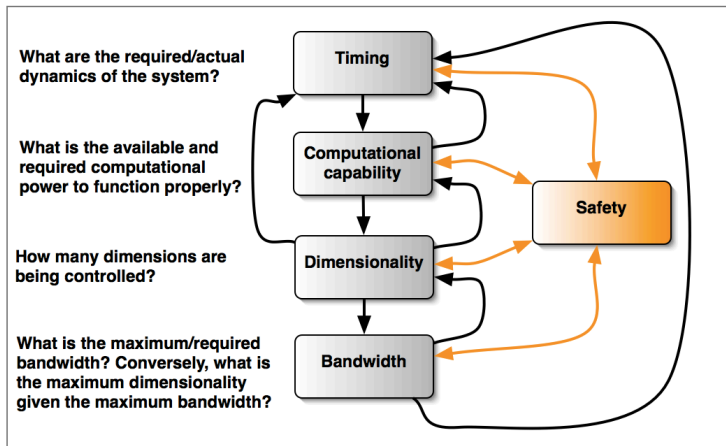 What are the required/actual
dynamics of the system?
Timing
What is the available and
required computational
power to function properly?
Computational
capability
Safety
How many dimensions are
being controlled?
Dimensionality
What is the maximum/required
bandwidth? Conversely, what is
the maximum dimensionality
given the maximum bandwidth?
Bandwidth